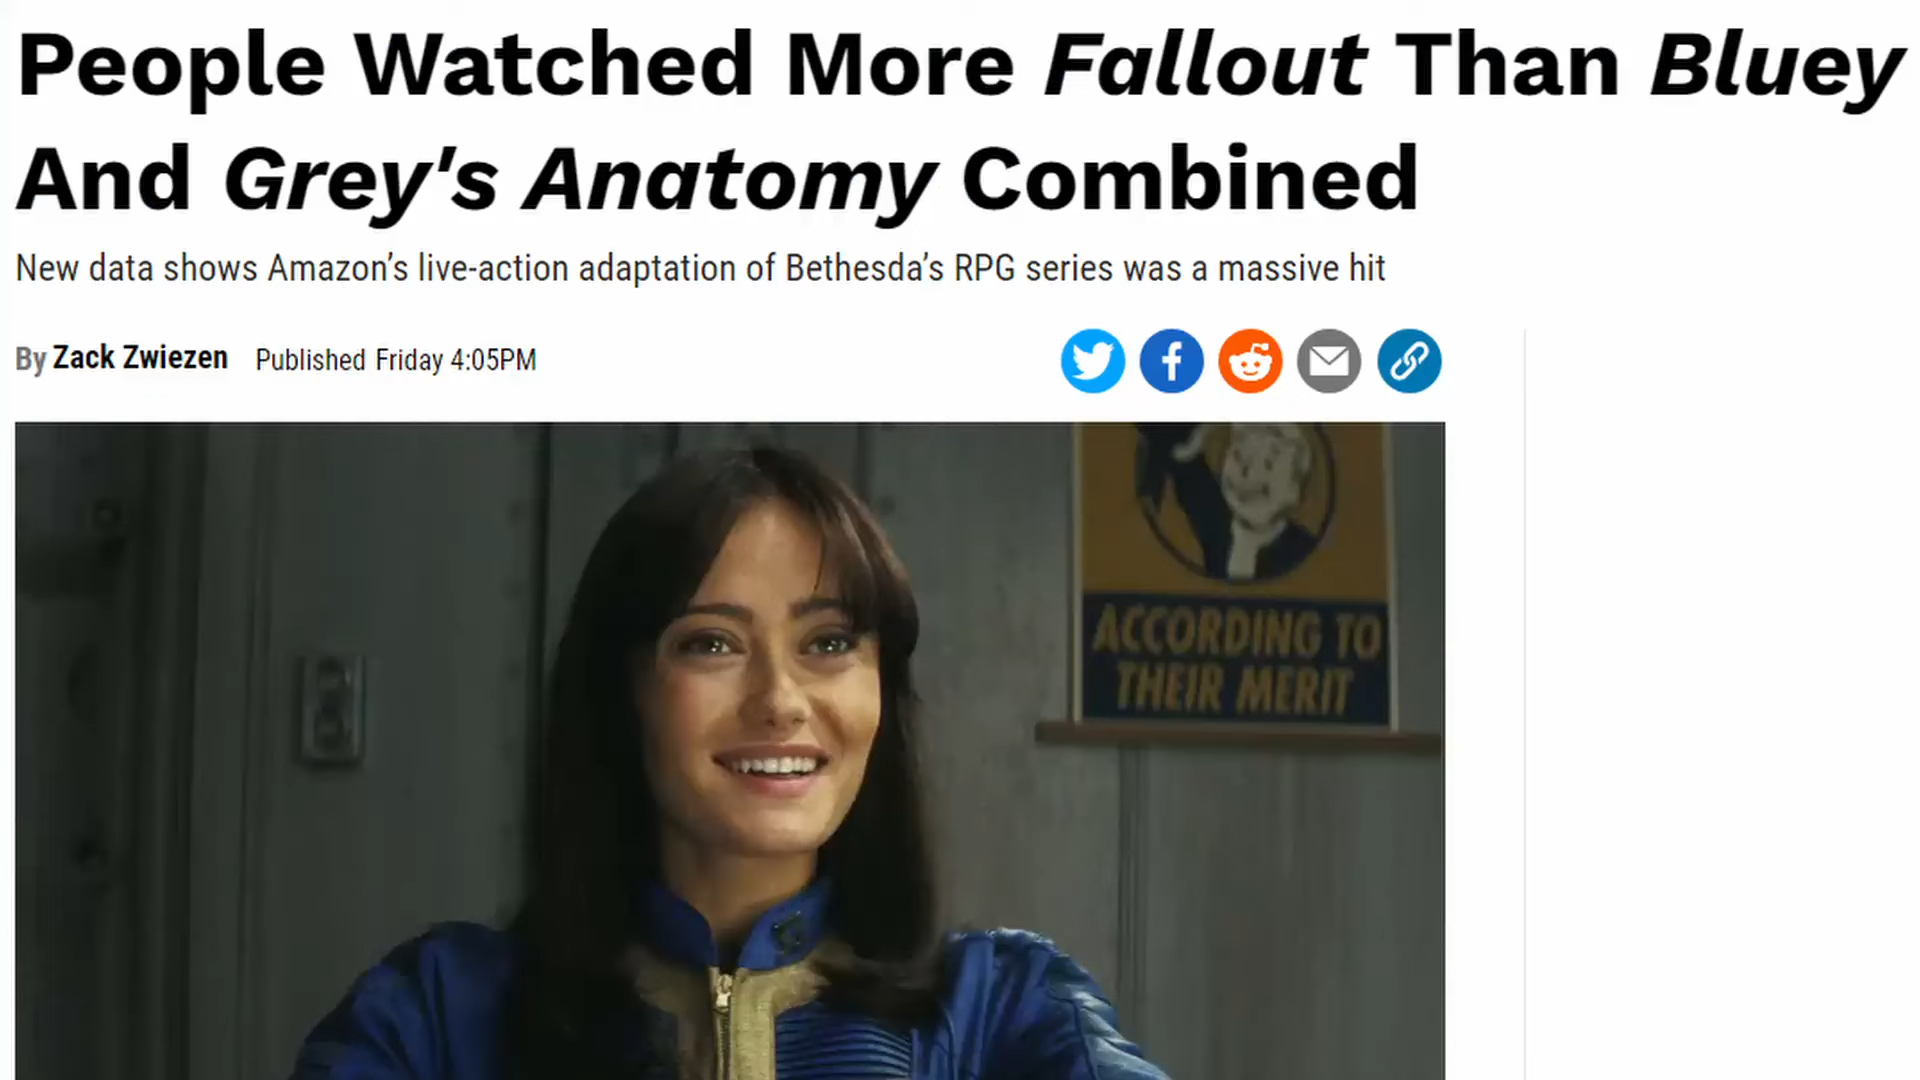 People Watched More Fallout Than Bluey
And Grey's Anatomy Combined
New data shows Amazon’s live-action adaptation of Bethesda’s RPG series was a massive hit
By Zack Zwiezen Published Friday 4:05PM
ACCORDING TO
THEIR MERIT